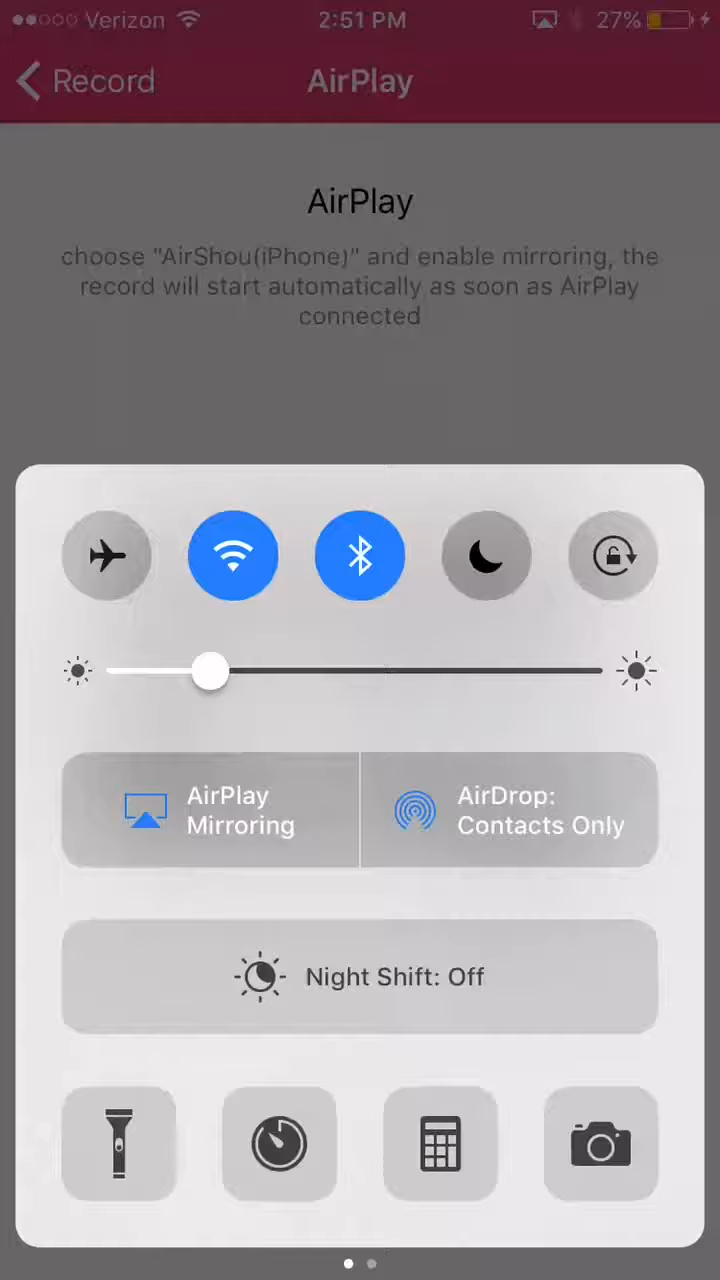 Verizon 2:51 PM 27%
Record AirPlay
AirPlay
choose "AirShou(iPhone)" and enable mirroring, the
record will start automatically as soon as AirPlay
connected
AirPlay
Mirroring
AirDrop:
Contacts Only
Night Shift: Off